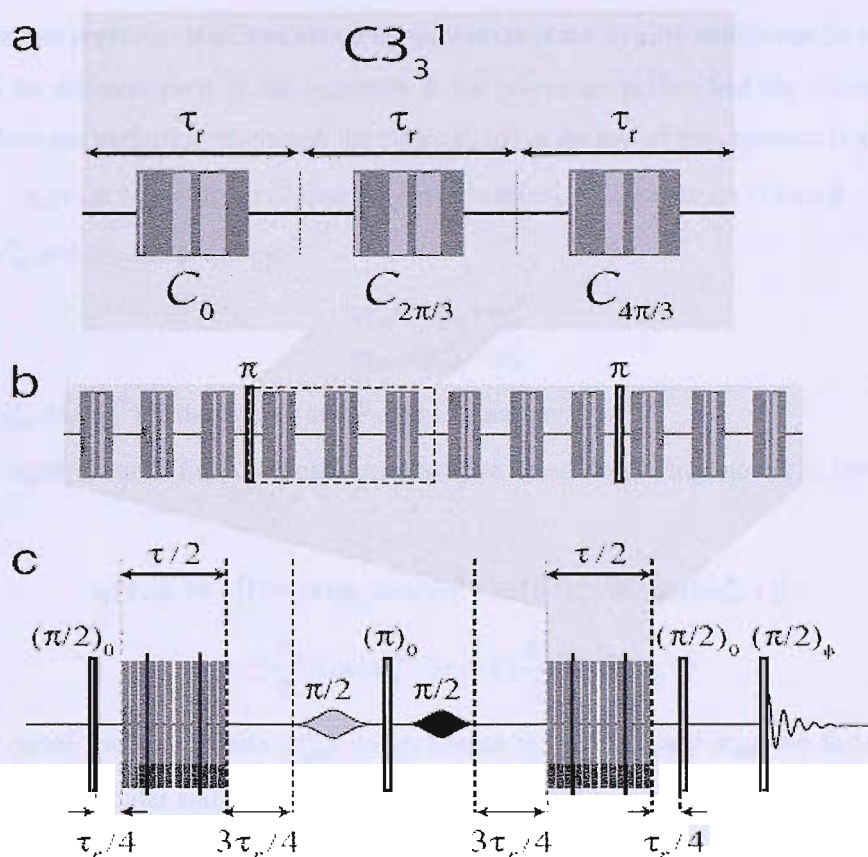 a C3₃¹
τᵣ τᵣ τᵣ
C₀ C₂π/₃ C₄π/₃
b π π
c τ/2 τ/2
(π/2)₀ π/2 (π)₀ π/2 (π/2)₀ (π/2)ϕ
τᵣ/4 3τᵣ/4 3τᵣ/4 τᵣ/4